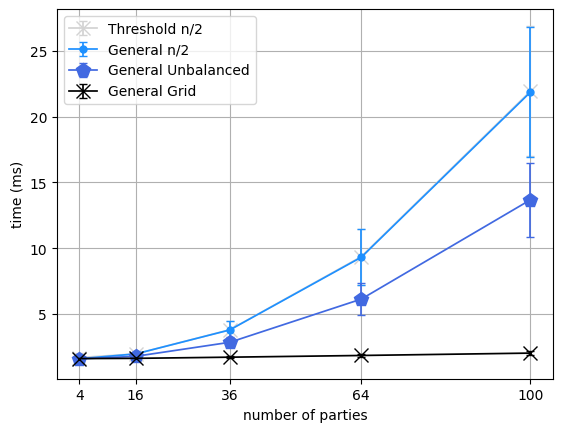 Threshold n/2
General n/2
General Unbalanced
General Grid
time (ms)
25
20
15
10
5
4 16 36 64 100
number of parties